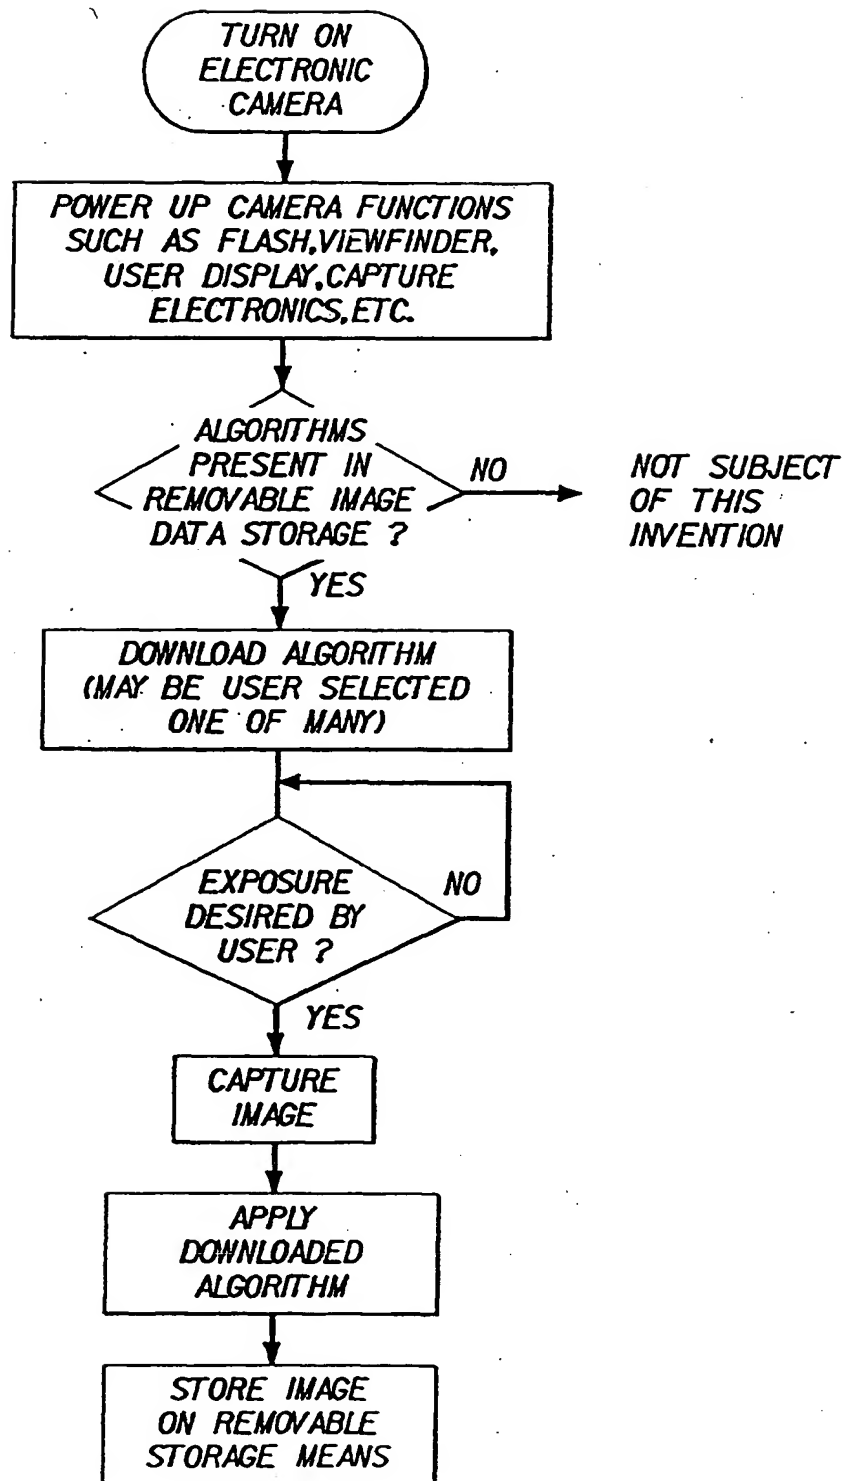 TURN ON
ELECTRONIC
CAMERA
POWER UP CAMERA FUNCTIONS
SUCH AS FLASH,VIEWFINDER,
USER DISPLAY,CAPTURE
ELECTRONICS,ETC.
ALGORITHMS
PRESENT IN
REMOVABLE IMAGE
DATA STORAGE ?
NO
NOT SUBJECT
OF THIS
INVENTION
YES
DOWNLOAD ALGORITHM
(MAY BE USER SELECTED
ONE OF MANY)
EXPOSURE
DESIRED BY
USER ?
NO
YES
CAPTURE
IMAGE
APPLY
DOWNLOADED
ALGORITHM
STORE IMAGE
ON REMOVABLE
STORAGE MEANS